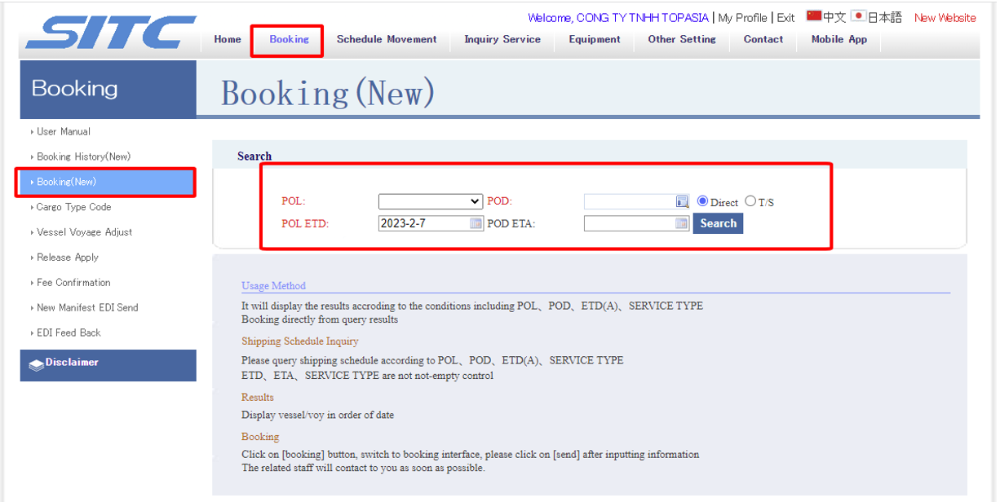 SITC
Welcome, CONG TY TNHH TOPASIA | My Profile | Exit 中文 日本語 New Website
Home Booking Schedule Movement Inquiry Service Equipment Other Setting Contact Mobile App
Booking
Booking(New)
User Manual
Booking History(New)
Booking(New)
Cargo Type Code
Vessel Voyage Adjust
Release Apply
Fee Confirmation
New Manifest EDI Send
EDI Feed Back
Disclaimer
Search
POL: POD: Direct T/S
POL ETD: 2023-2-7 POD ETA: Search
Usage Method
It will display the results accroding to the conditions including POL、POD、ETD(A)、SERVICE TYPE
Booking directly from query results
Shipping Schedule Inquiry
Please query shipping schedule according to POL、POD、ETD(A)、SERVICE TYPE
ETD、ETA、SERVICE TYPE are not not-empty control
Results
Display vessel/voy in order of date
Booking
Click on [booking] button, switch to booking interface, please click on [send] after inputting information
The related staff will contact to you as soon as possible.